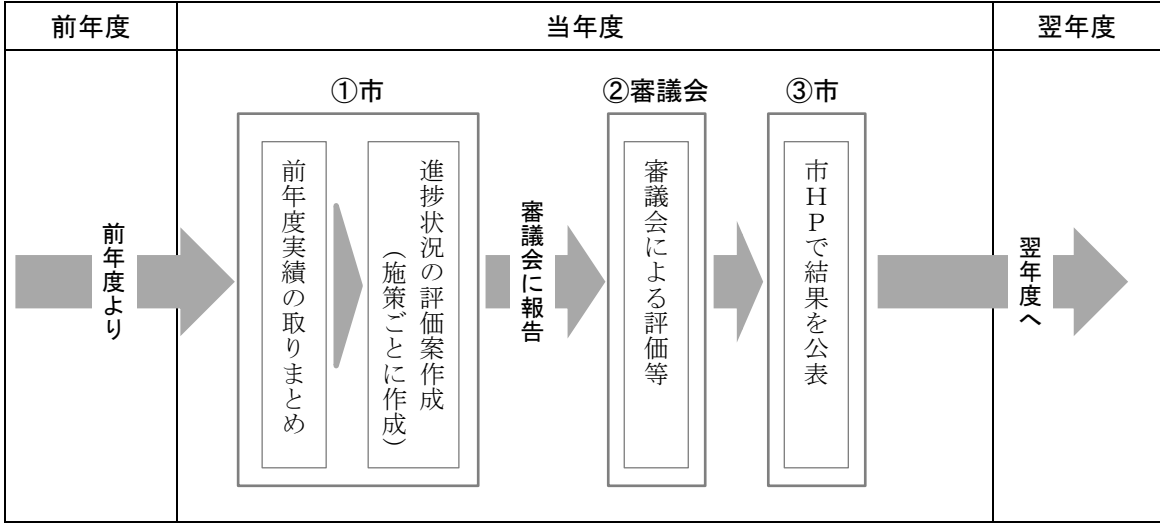 前年度
当年度
翌年度
①市
②審議会
③市
前年度より
前年度実績の取りまとめ
進捗状況の評価案作成
（施策ごとに作成）
審議会に報告
審議会による評価等
市ＨＰで結果を公表
翌年度へ